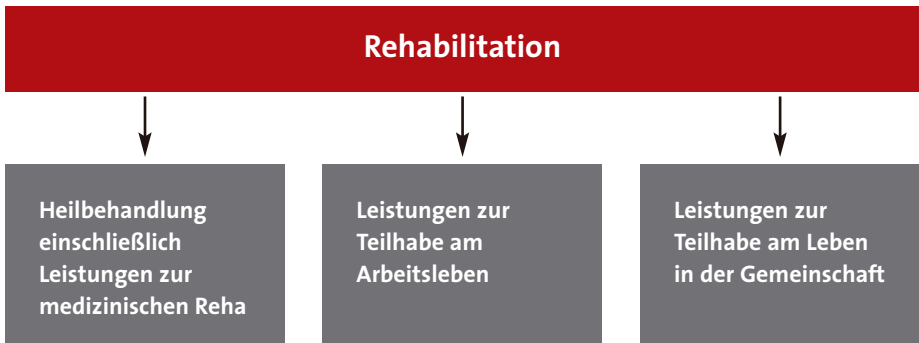 Rehabilitation
Heilbehandlung
einschließlich
Leistungen zur
medizinischen Reha
Leistungen zur
Teilhabe am
Arbeitsleben
Leistungen zur
Teilhabe am Leben
in der Gemeinschaft